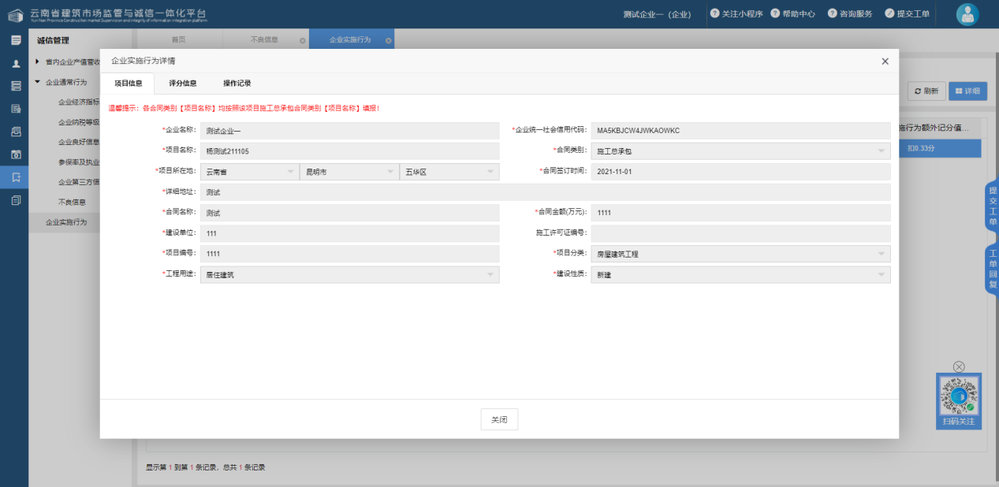 云南省建筑市场监管与诚信一体化平台
Yun Nan Province Construction market Supervision and integrity of information integration platform
测试企业一（企业） 关注小程序 帮助中心 咨询服务 提交工单
诚信管理
首页 不良信息 企业实施行为
省内企业产值营收
企业通常行为
企业经济指标
企业纳税等级
企业良好信息
参保率及执业
企业第三方信
不良信息
企业实施行为
企业实施行为详情
项目信息 评分信息 操作记录
温馨提示：各合同类别【项目名称】均按照该项目施工总承包合同类别【项目名称】填报!
*企业名称： 测试企业一 *企业统一社会信用代码： MA5KBJCW4JWKAOWKC
*项目名称： 杨测试211105 *合同类别： 施工总承包
*项目所在地： 云南省 昆明市 五华区 *合同签订时间： 2021-11-01
*详细地址： 测试
*合同名称： 测试 *合同金额(万元)： 1111
*建设单位： 111 施工许可证编号：
*项目编号： 1111 *项目分类： 房屋建筑工程
*工程用途： 居住建筑 *建设性质： 新建
关闭
刷新 详细
施行为额外记分值...
扣0.33分
提交工单
工单回复
扫码关注
显示第 1 到第 1 条记录，总共 1 条记录